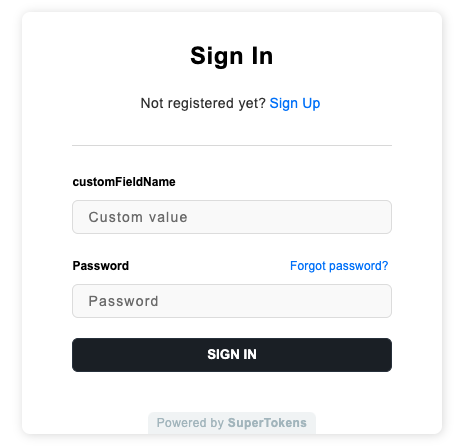 Sign In
Not registered yet? Sign Up
customFieldName
Custom value
Password Forgot password?
Password
SIGN IN
Powered by SuperTokens